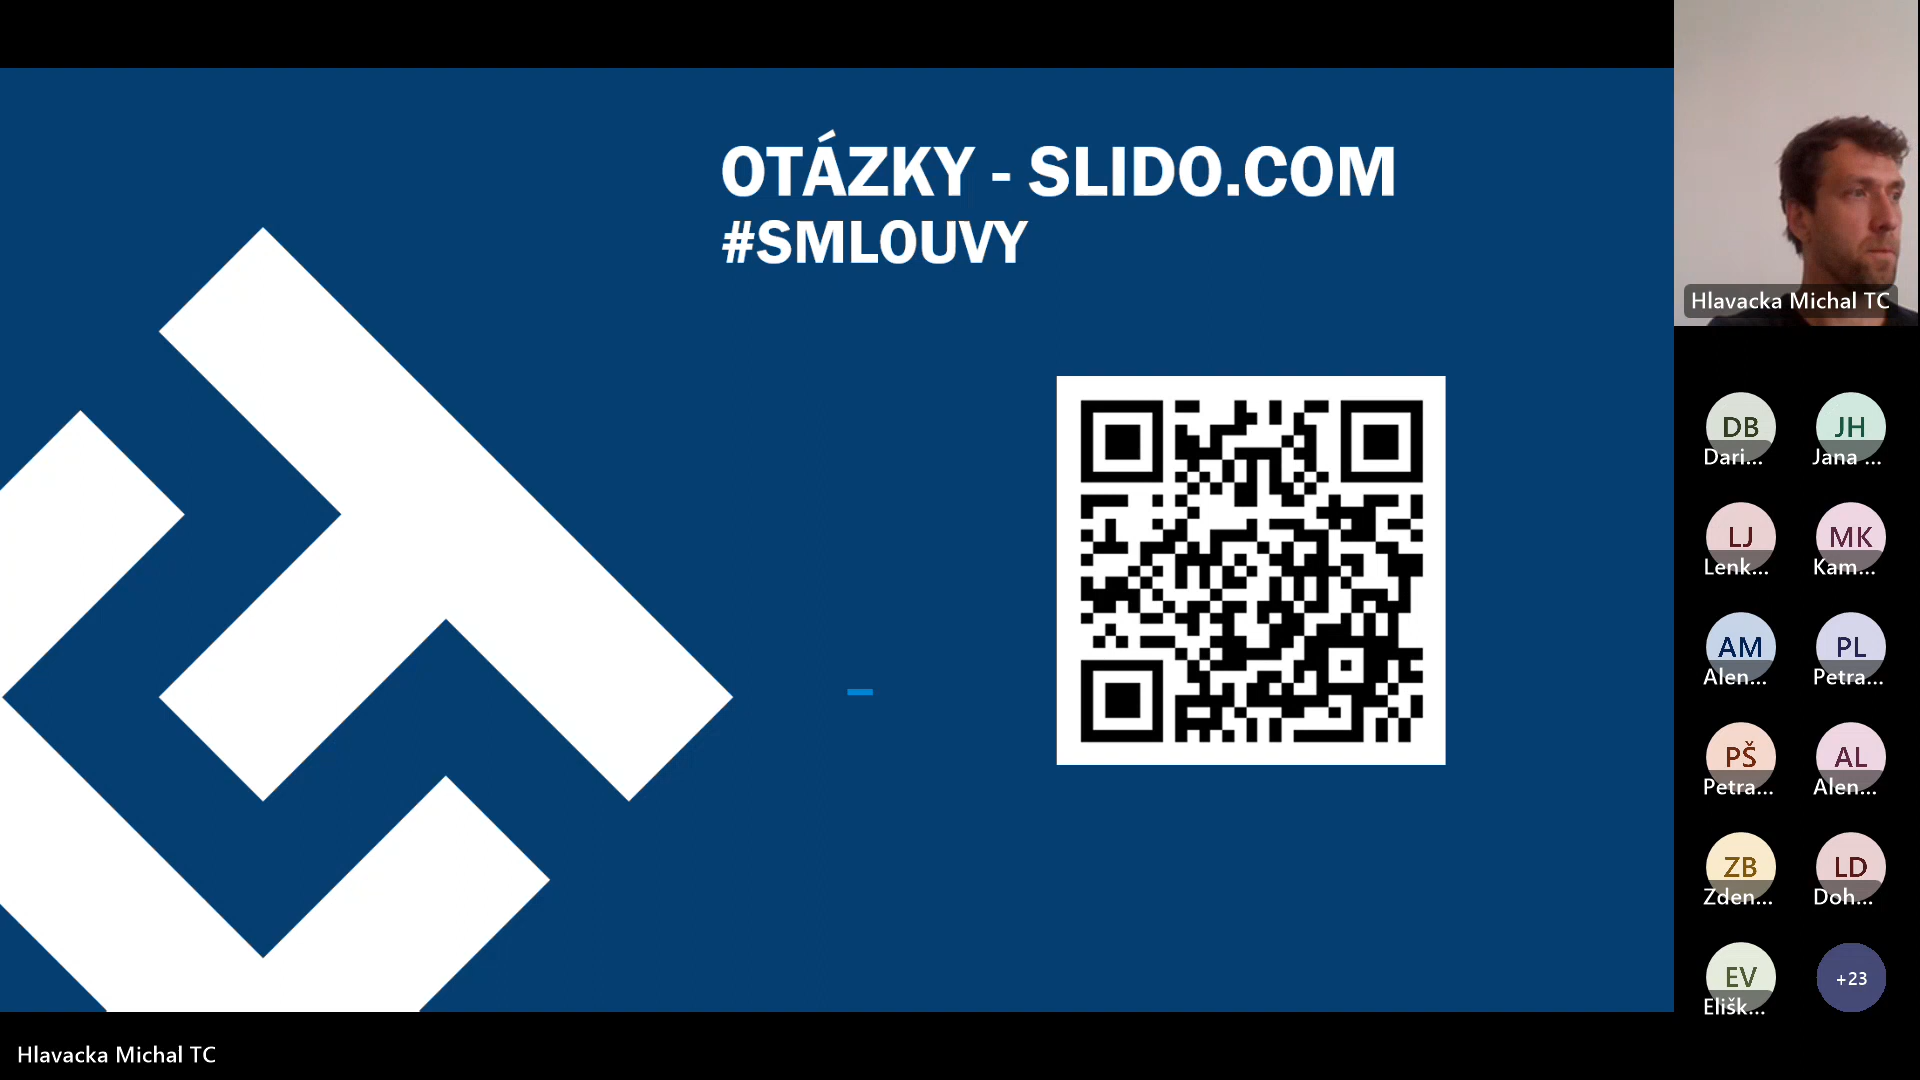 OTÁZKY - SLIDO.COM
#SMLOUVY
Hlavacka Michal TC
DB
Dari...
JH
Jana ...
LJ
Lenk...
MK
Kam...
AM
Alen...
PL
Petra...
PŠ
Petra...
AL
Alen...
ZB
Zden...
LD
Doh...
EV
Elišk...
+23
Hlavacka Michal TC